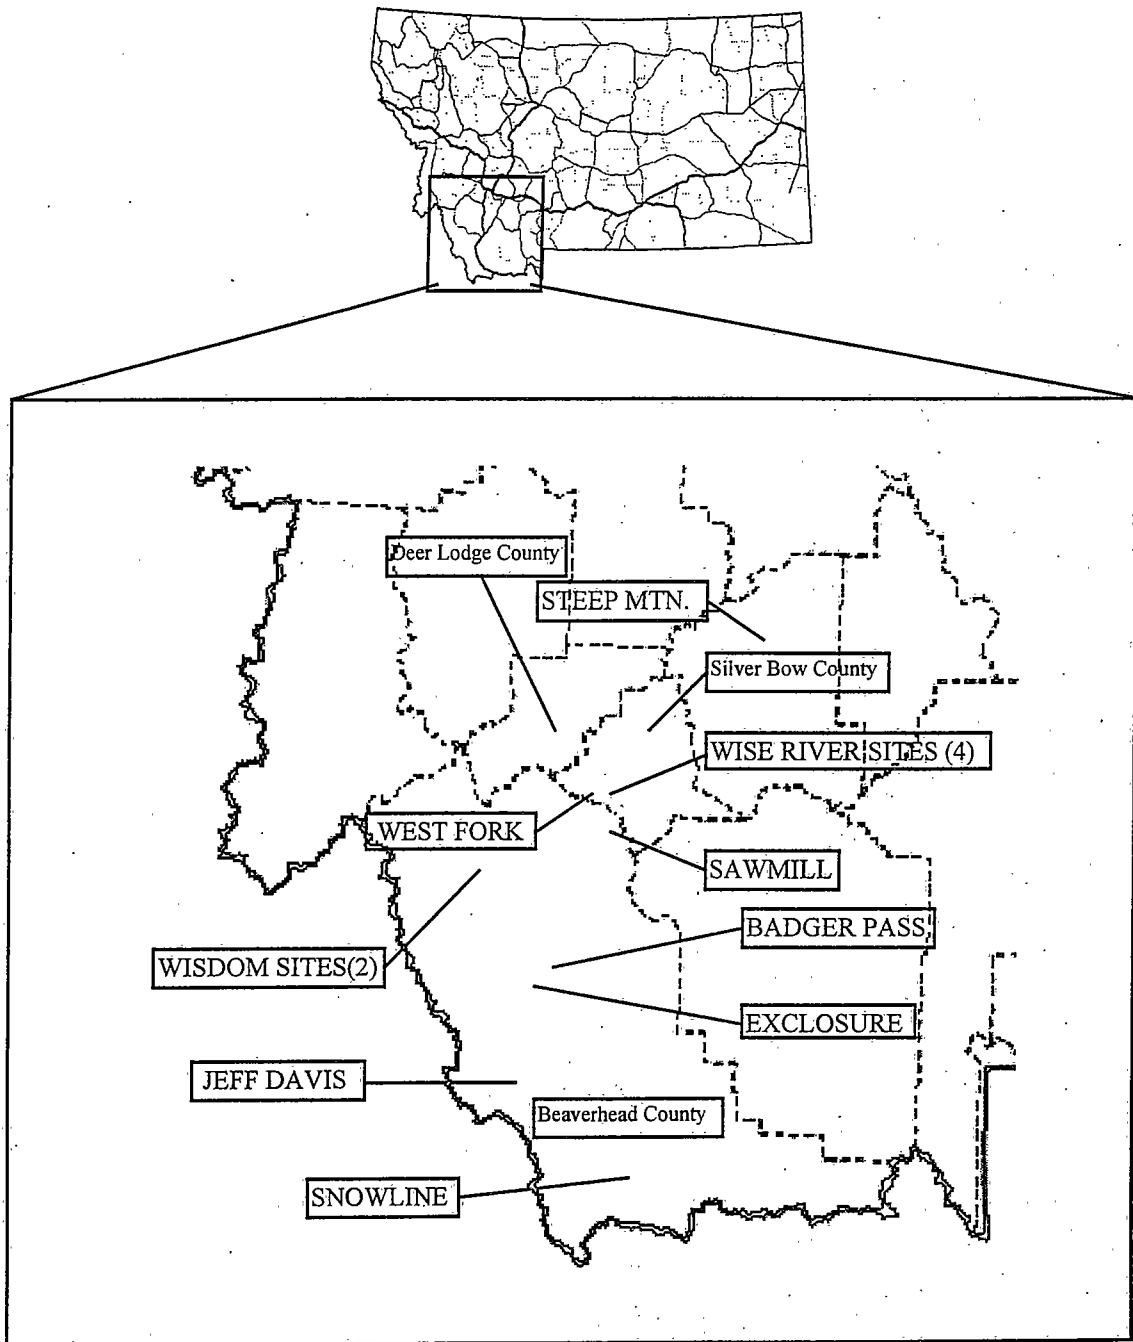 Deer Lodge County
STEEP MTN.
Silver Bow County
WISE RIVER SITES (4)
WEST FORK
SAWMILL
BADGER PASS
WISDOM SITES(2)
EXCLOSURE
JEFF DAVIS
Beaverhead County
SNOWLINE